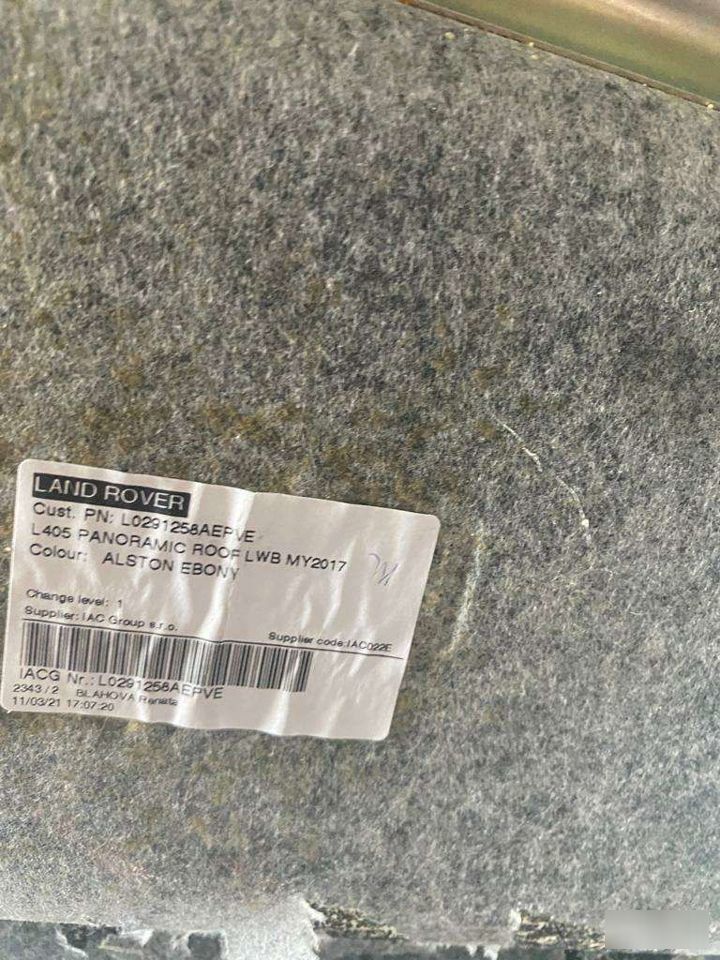 LAND ROVER
Cust. PN: L0291258AEPVE
L405 PANORAMIC ROOF LWB MY2017
Colour: ALSTON EBONY
Change level: 1
Supplier: IAC Group s.r.o.
Supplier code:IAC022E
IACG Nr.: L0291258AEPVE
2343 / 2 BLAHOVA Renata
11/03/21 17:07:20